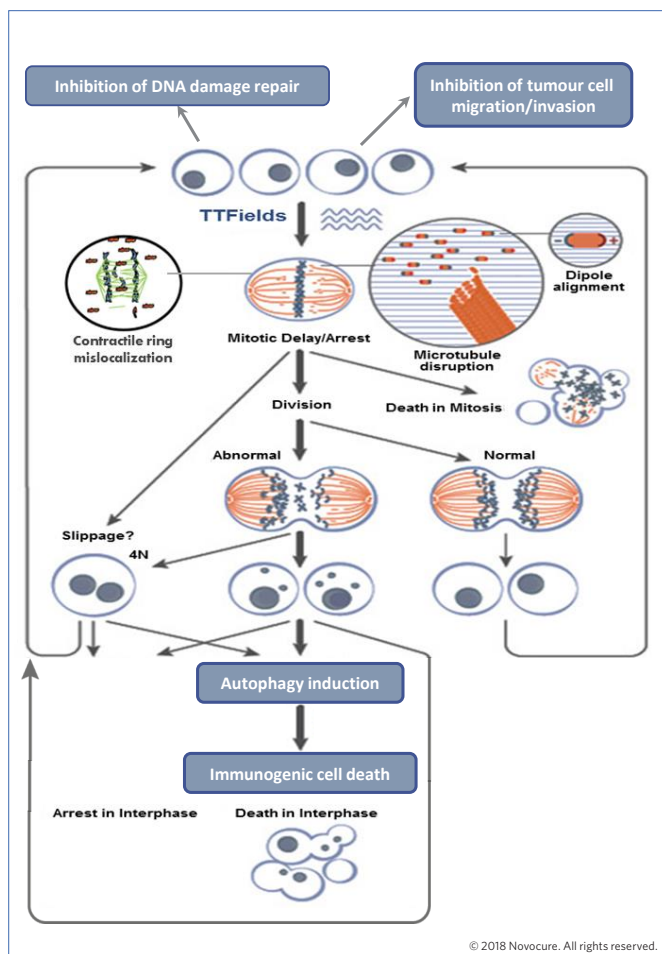 Inhibition of DNA damage repair
Inhibition of tumour cell
migration/invasion
TTFields
- +
Dipole
alignment
Contractile ring
mislocalization
Mitotic Delay/Arrest
Microtubule
disruption
Division
Death in Mitosis
Abnormal
Normal
Slippage?
4N
Autophagy induction
Immunogenic cell death
Arrest in Interphase
Death in Interphase
© 2018 Novocure. All rights reserved.